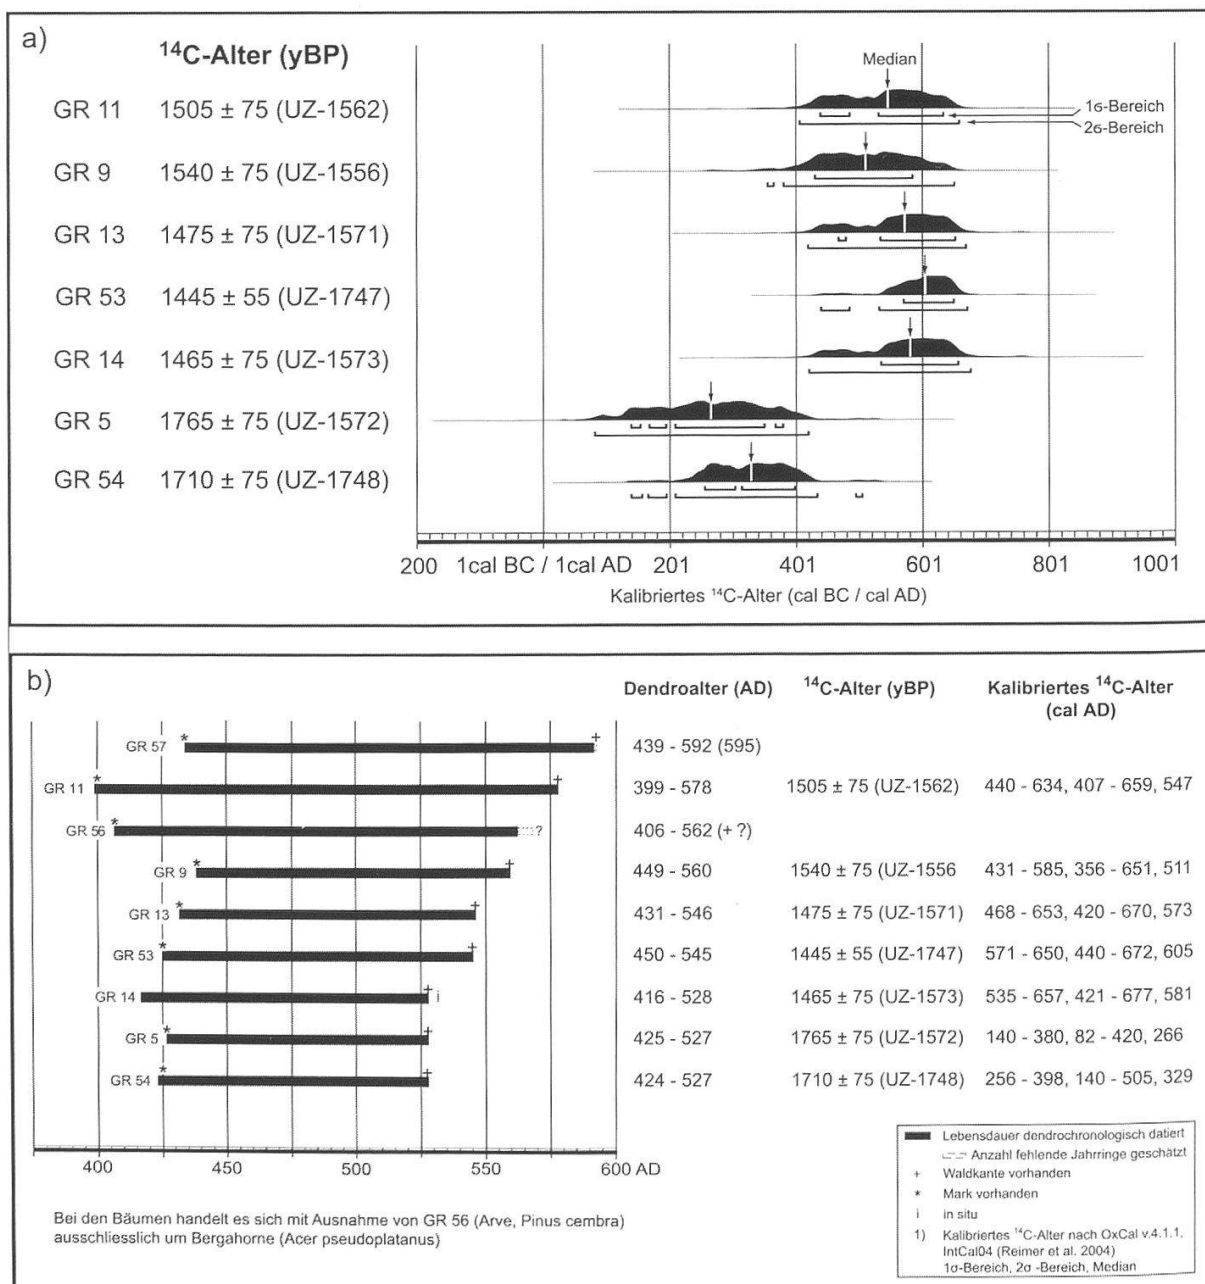 a)
¹⁴C-Alter (yBP)
Median
GR 11 1505 ± 75 (UZ-1562)
1σ-Bereich
2σ-Bereich
GR 9 1540 ± 75 (UZ-1556)
GR 13 1475 ± 75 (UZ-1571)
GR 53 1445 ± 55 (UZ-1747)
GR 14 1465 ± 75 (UZ-1573)
GR 5 1765 ± 75 (UZ-1572)
GR 54 1710 ± 75 (UZ-1748)
200 1cal BC / 1cal AD 201 401 601 801 1001
Kalibriertes ¹⁴C-Alter (cal BC / cal AD)
b)
Dendroalter (AD) ¹⁴C-Alter (yBP) Kalibriertes ¹⁴C-Alter
(cal AD)
GR 57 * + 439 - 592 (595)
GR 11 * + 399 - 578 1505 ± 75 (UZ-1562) 440 - 634, 407 - 659, 547
GR 56 * ? 406 - 562 (+ ?)
GR 9 * + 449 - 560 1540 ± 75 (UZ-1556 431 - 585, 356 - 651, 511
GR 13 * + 431 - 546 1475 ± 75 (UZ-1571) 468 - 653, 420 - 670, 573
GR 53 * + 450 - 545 1445 ± 55 (UZ-1747) 571 - 650, 440 - 672, 605
GR 14 + i 416 - 528 1465 ± 75 (UZ-1573) 535 - 657, 421 - 677, 581
GR 5 * + 425 - 527 1765 ± 75 (UZ-1572) 140 - 380, 82 - 420, 266
GR 54 * + 424 - 527 1710 ± 75 (UZ-1748) 256 - 398, 140 - 505, 329
400 450 500 550 600 AD
Bei den Bäumen handelt es sich mit Ausnahme von GR 56 (Arve, Pinus cembra)
ausschliesslich um Bergahorne (Acer pseudoplatanus)
Lebensdauer dendrochronologisch datiert
Anzahl fehlende Jahrringe geschätzt
+ Waldkante vorhanden
* Mark vorhanden
i in situ
1) Kalibriertes ¹⁴C-Alter nach OxCal v.4.1.1,
IntCal04 (Reimer et al. 2004)
1σ-Bereich, 2σ -Bereich, Median